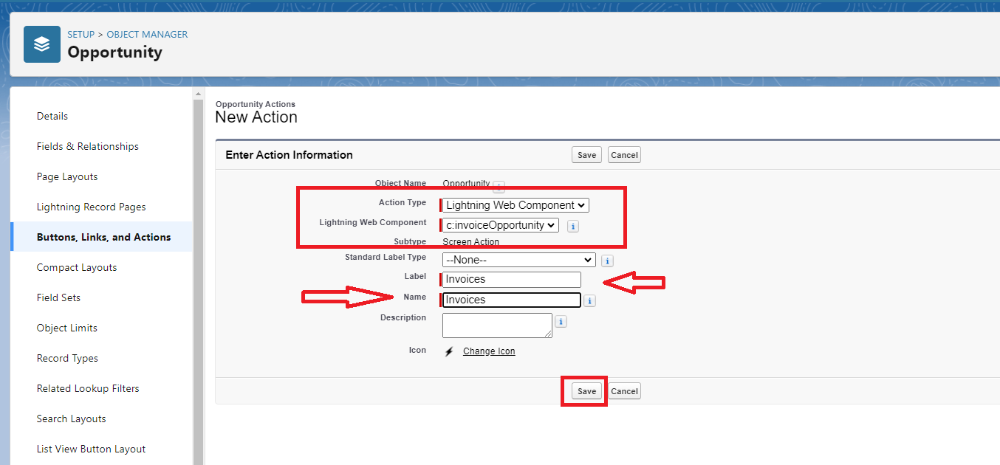 SETUP > OBJECT MANAGER
Opportunity
Details
Fields & Relationships
Page Layouts
Lightning Record Pages
Buttons, Links, and Actions
Compact Layouts
Field Sets
Object Limits
Record Types
Related Lookup Filters
Search Layouts
List View Button Layout
Opportunity Actions
New Action
Enter Action Information Save Cancel
Object Name Opportunity i
Action Type Lightning Web Component
Lightning Web Component c:invoiceOpportunity i
Subtype Screen Action
Standard Label Type --None-- i
Label Invoices
Name Invoices i
Description i
Icon Change Icon
Save Cancel